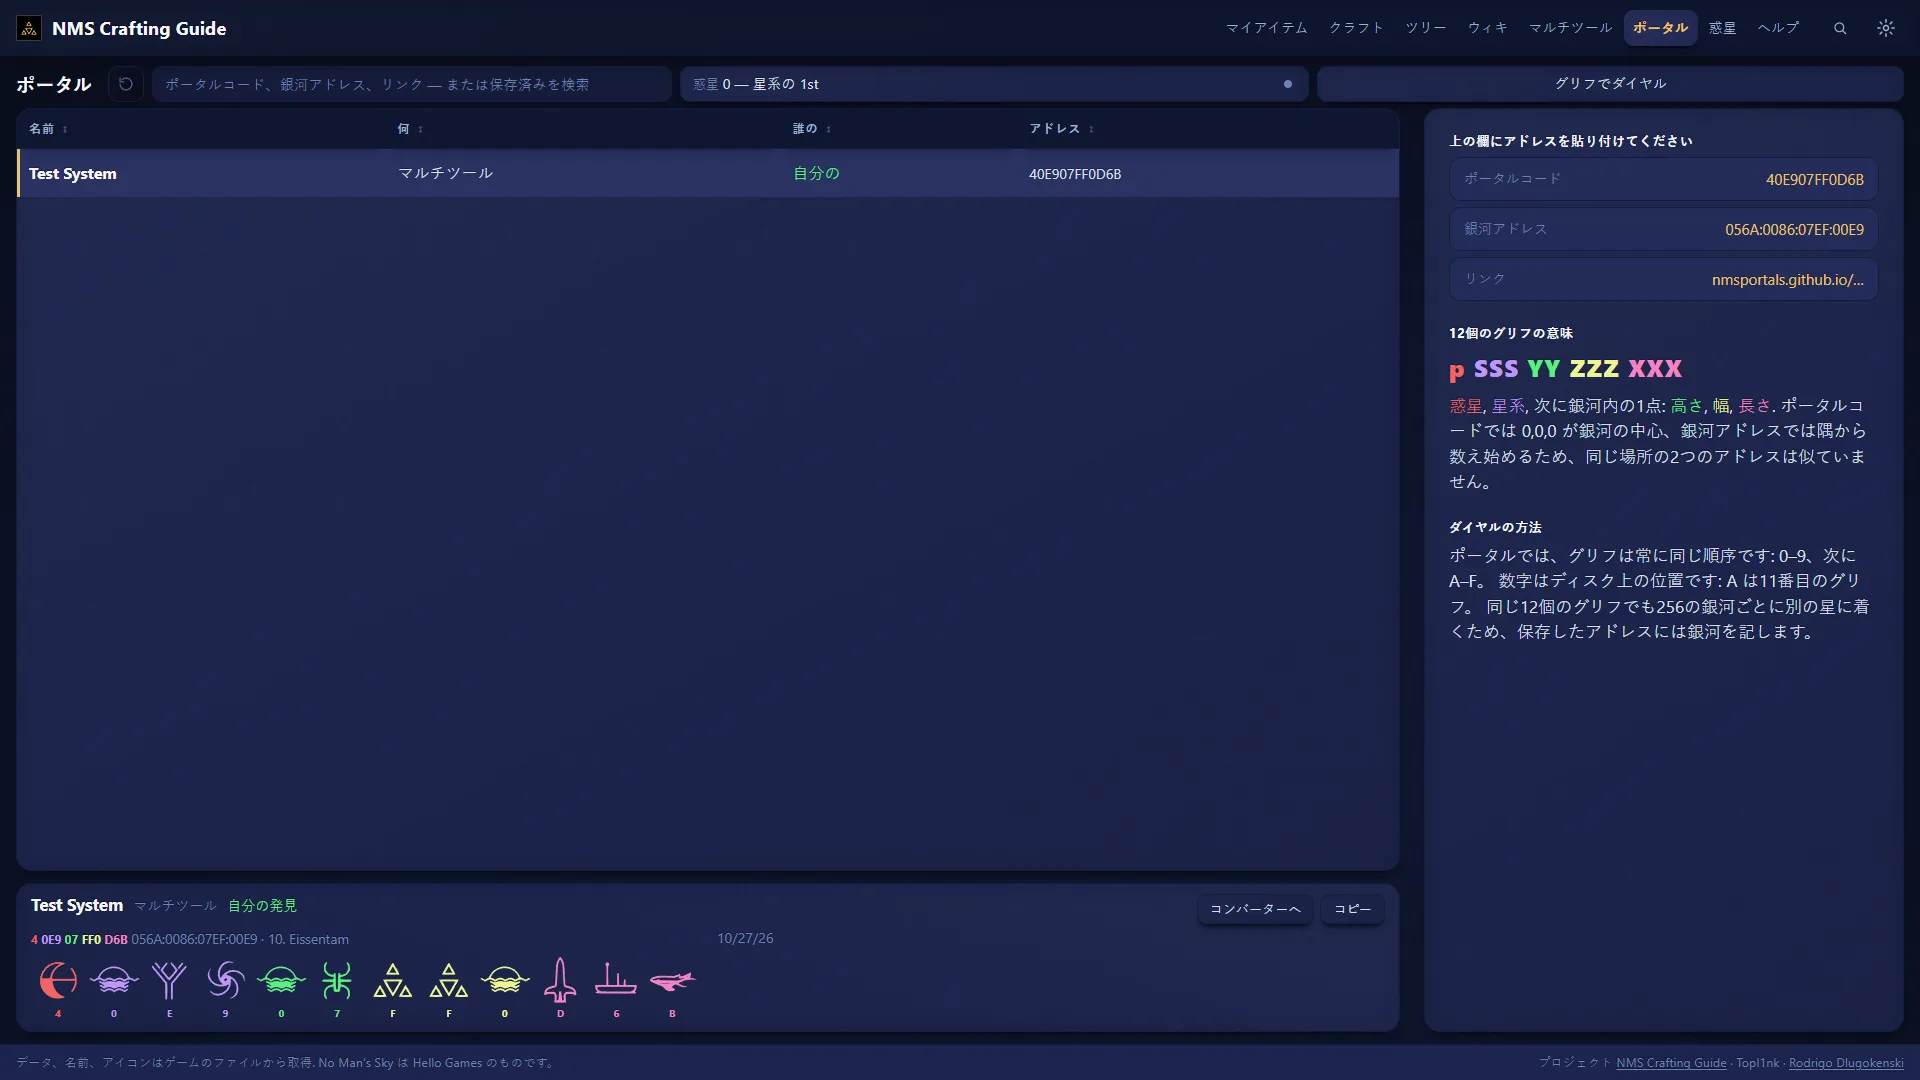 NMS Crafting Guide
マイアイテム クラフト ツリー ウィキ マルチツール ポータル 惑星 ヘルプ
ポータル
ポータルコード、銀河アドレス、リンク — または保存済みを検索
惑星 0 — 星系の 1st
グリフでダイヤル
名前 何 誰の アドレス
Test System マルチツール 自分の 40E907FF0D6B
上の欄にアドレスを貼り付けてください
ポータルコード 40E907FF0D6B
銀河アドレス 056A:0086:07EF:00E9
リンク nmsportals.github.io/...
12個のグリフの意味
p SSS YY ZZZ XXX
惑星, 星系, 次に銀河内の1点: 高さ, 幅, 長さ. ポータルコ
ードでは 0,0,0 が銀河の中心、銀河アドレスでは隅から
数え始めるため、同じ場所の2つのアドレスは似ていま
せん。
ダイヤルの方法
ポータルでは、グリフは常に同じ順序です: 0–9、次に
A–F。 数字はディスク上の位置です: A は11番目のグリ
フ。 同じ12個のグリフでも256の銀河ごとに別の星に着
くため、保存したアドレスには銀河を記します。
Test System マルチツール 自分の発見
コンバーターへ コピー
4 0E9 07 FF0 D6B 056A:0086:07EF:00E9 · 10. Eissentam
10/27/26
4 0 E 9 0 7 F F 0 D 6 B
データ、名前、アイコンはゲームのファイルから取得. No Man's Sky は Hello Games のものです。
プロジェクト NMS Crafting Guide · Topl1nk · Rodrigo Dlugokenski